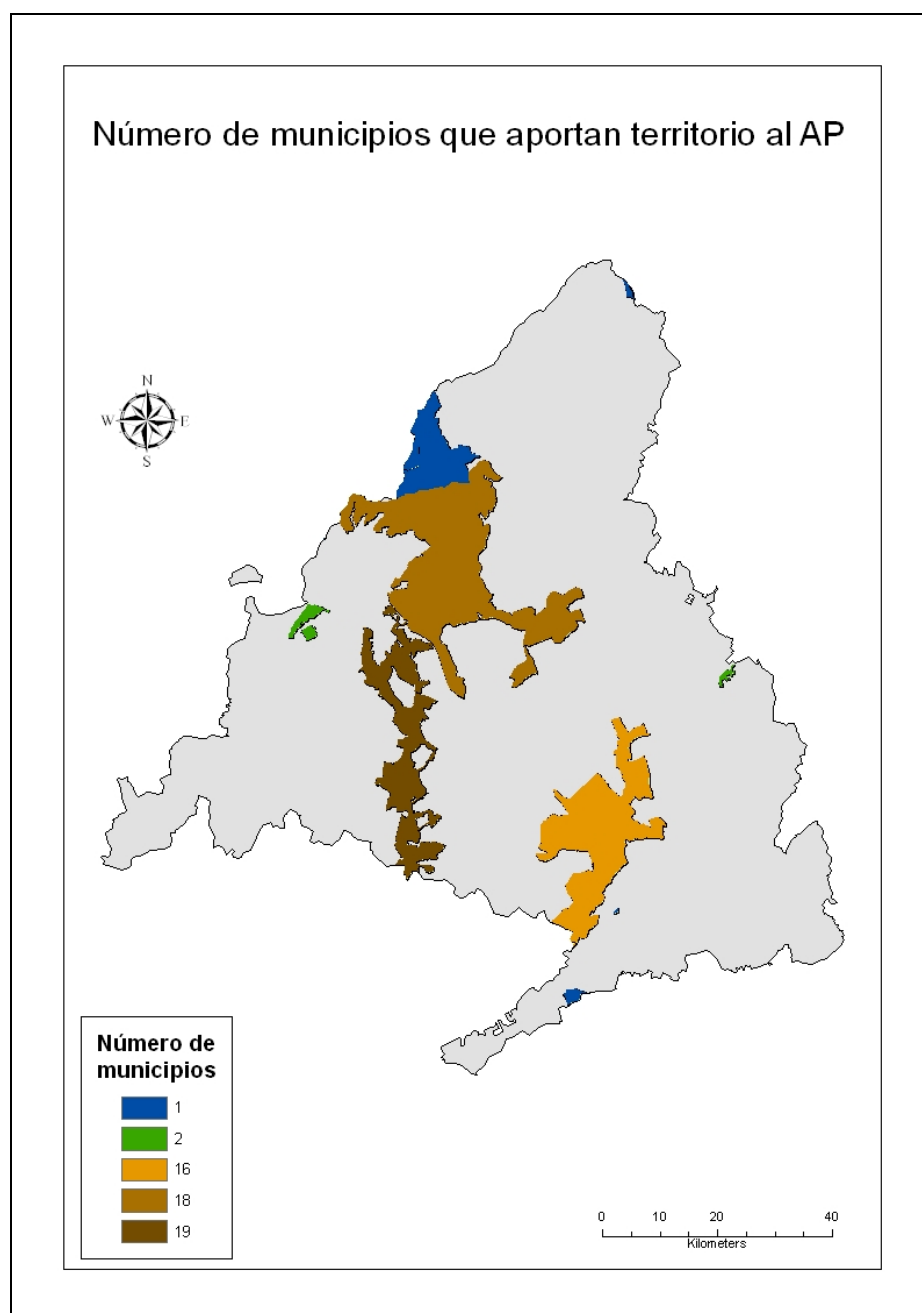 Número de municipios que aportan territorio al AP
N
W
E
S
Número de
municipios
1
2
16
18
19
0 10 20 40
Kilometers